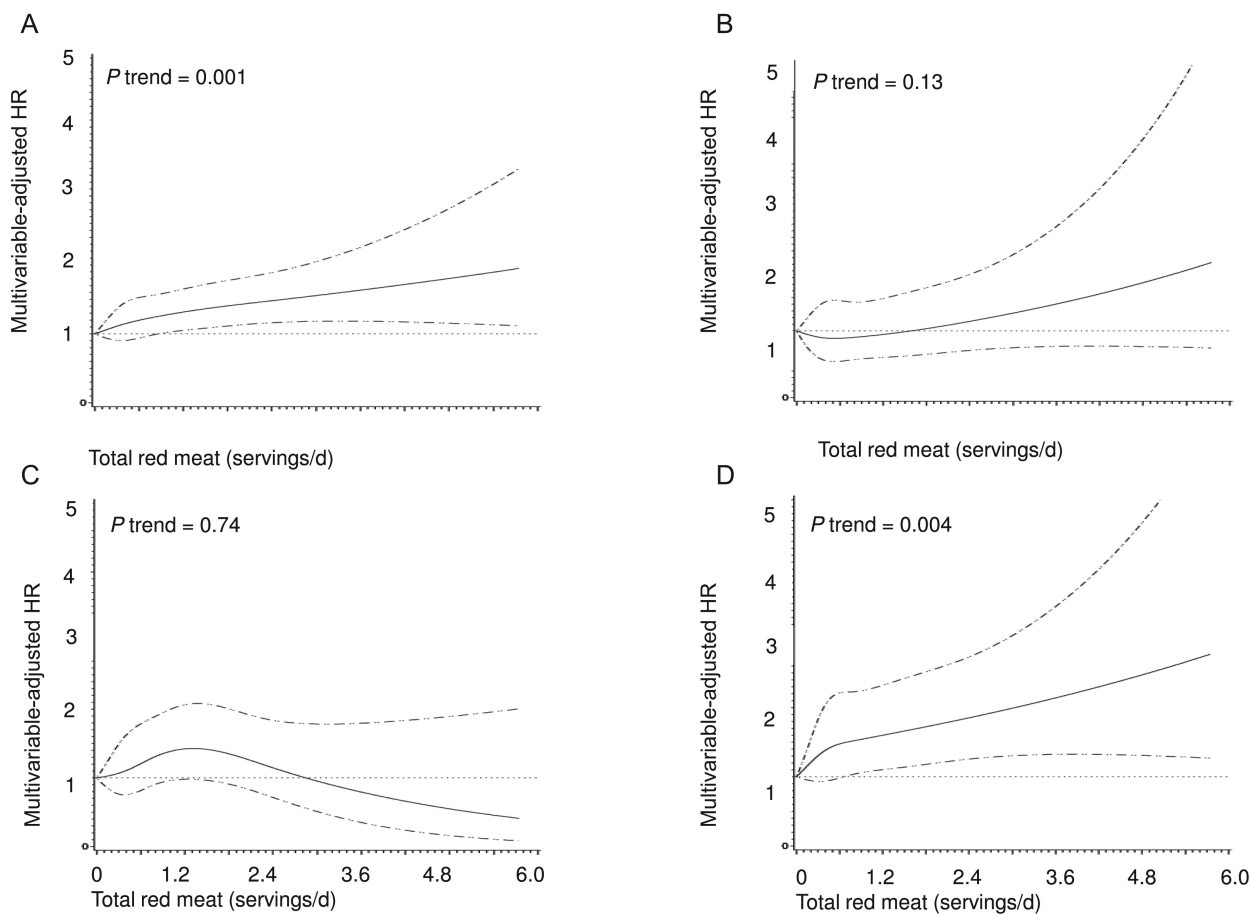 A
Multivariable-adjusted HR
5
4
3
2
1
0
P trend = 0.001
Total red meat (servings/d)
B
Multivariable-adjusted HR
5
4
3
2
1
0
P trend = 0.13
Total red meat (servings/d)
C
Multivariable-adjusted HR
5
4
3
2
1
0
P trend = 0.74
0 1.2 2.4 3.6 4.8 6.0
Total red meat (servings/d)
D
Multivariable-adjusted HR
5
4
3
2
1
0
P trend = 0.004
0 1.2 2.4 3.6 4.8 6.0
Total red meat (servings/d)